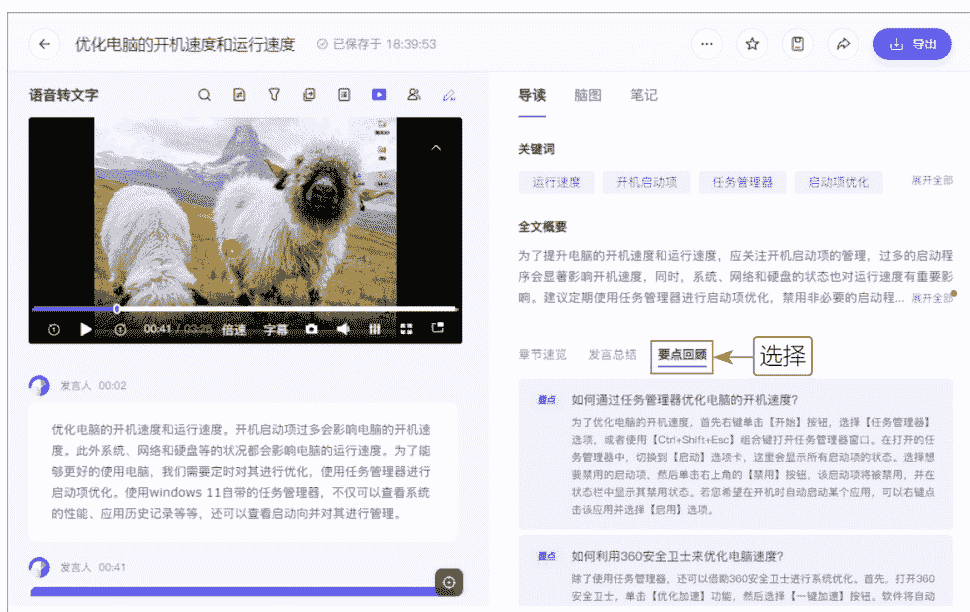 优化电脑的开机速度和运行速度 已保存于 18:39:53
导出
语音转文字
00:41 / 03:25 倍速 字幕
发言人 00:02
优化电脑的开机速度和运行速度。开机启动项过多会影响电脑的开机速
度。此外系统、网络和硬盘等的状况都会影响电脑的运行速度。为了能
够更好的使用电脑，我们需要定时对其进行优化，使用任务管理器进行
启动项优化。使用windows 11自带的任务管理器，不仅可以查看系统
的性能、应用历史记录等等，还可以查看启动向并对其进行管理。
发言人 00:41
导读 脑图 笔记
关键词
运行速度 开机启动项 任务管理器 启动项优化 展开全部
全文概要
为了提升电脑的开机速度和运行速度，应关注开机启动项的管理，过多的启动程
序会显著影响开机速度，同时，系统、网络和硬盘的状态也对运行速度有重要影
响。建议定期使用任务管理器进行启动项优化，禁用非必要的启动程... 展开全部
章节速览 发言总结 要点回顾 选择
要点 如何通过任务管理器优化电脑的开机速度?
为了优化电脑的开机速度，首先右键单击【开始】按钮，选择【任务管理器】
选项，或者使用【Ctrl+Shift+Esc】组合键打开任务管理器窗口。在打开的任
务管理器中，切换到【启动】选项卡，这里会显示所有启动项的状态。选择想
要禁用的启动项，然后单击右上角的【禁用】按钮，该启动项将被禁用，并在
状态栏中显示其禁用状态。若您希望在开机时自动启动某个应用，可以右键点
击该应用并选择【启用】选项。
要点 如何利用360安全卫士来优化电脑速度?
除了使用任务管理器，还可以借助360安全卫士进行系统优化。首先，打开360
安全卫士，单击【优化加速】功能，然后选择【一键加速】按钮。软件将自动